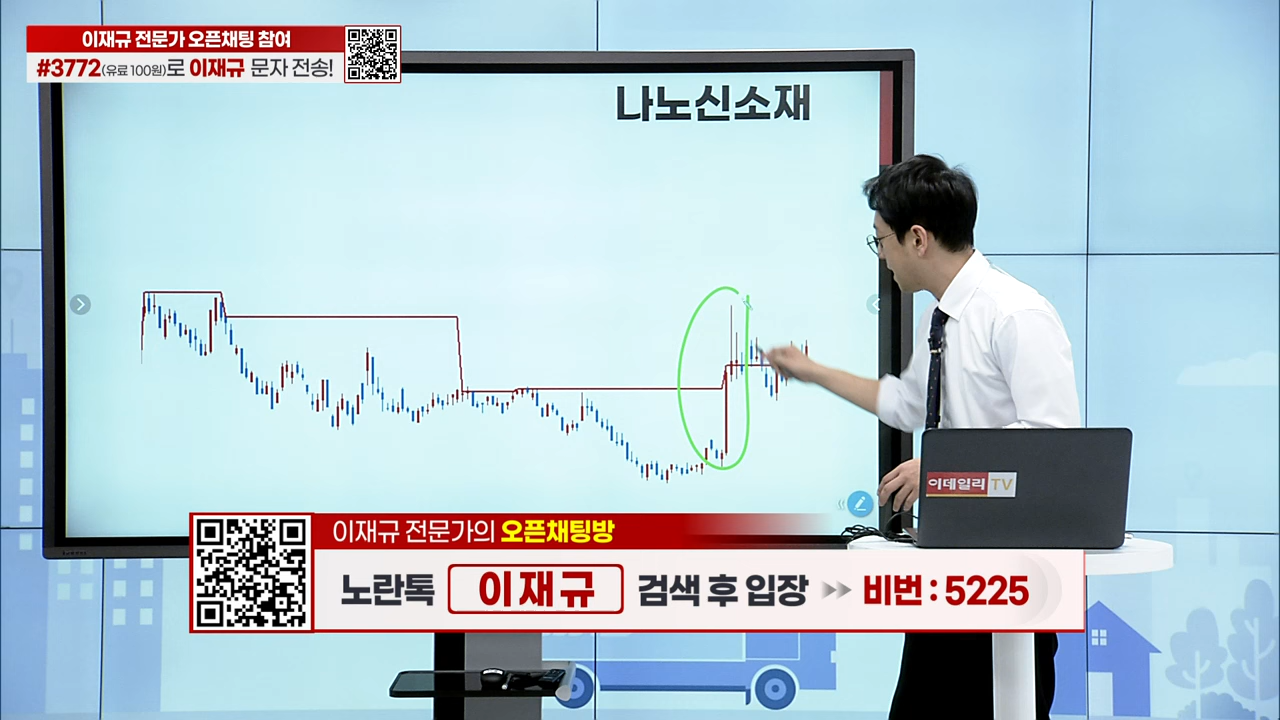 이재규 전문가 오픈채팅 참여
#3772(유료 100원)로 이재규 문자 전송!
나노신소재
이데일리TV
이재규 전문가의 오픈채팅방
노란톡 이재규 검색 후 입장 비번 : 5225